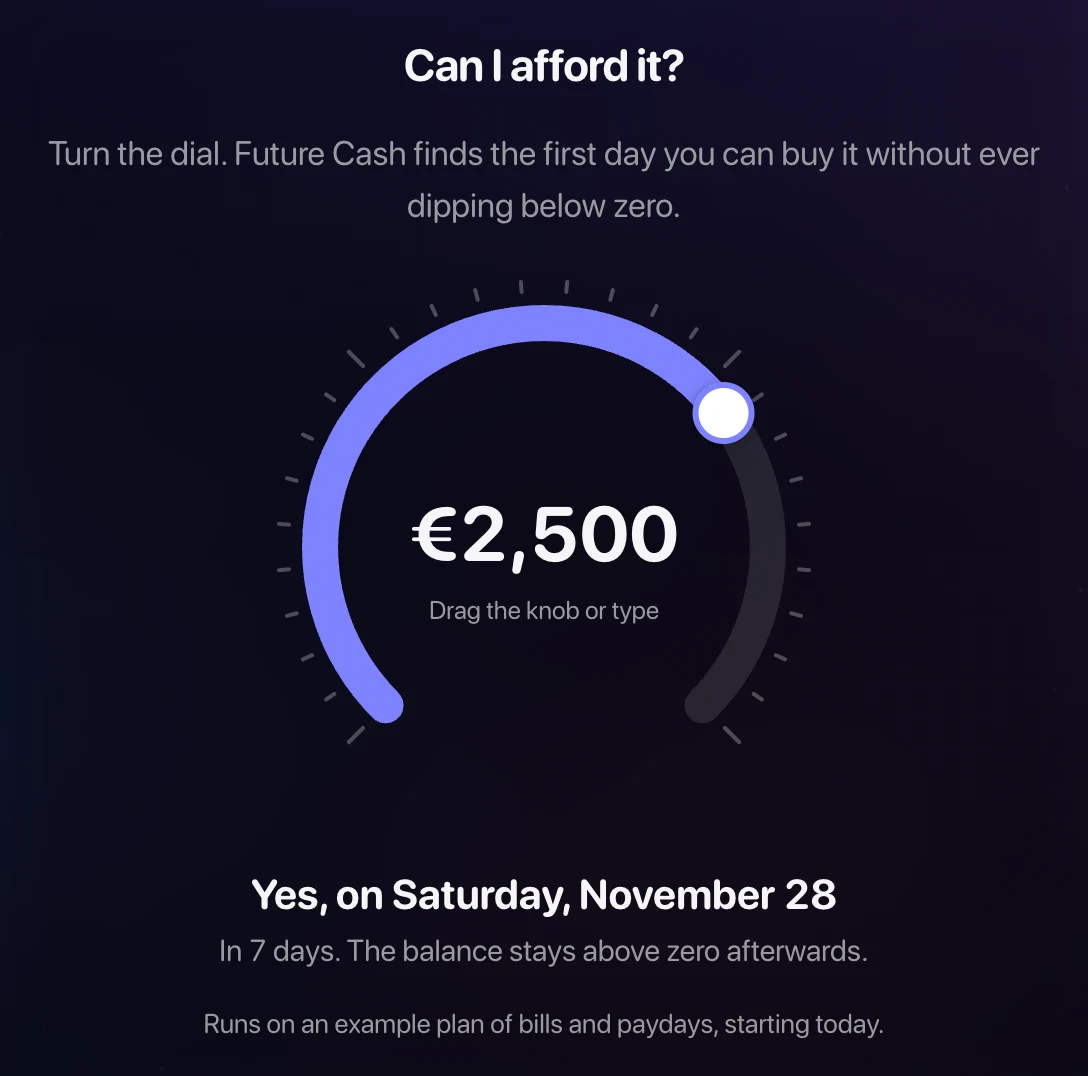 Can I afford it?
Turn the dial. Future Cash finds the first day you can buy it without ever
dipping below zero.
€2,500
Drag the knob or type
Yes, on Saturday, November 28
In 7 days. The balance stays above zero afterwards.
Runs on an example plan of bills and paydays, starting today.